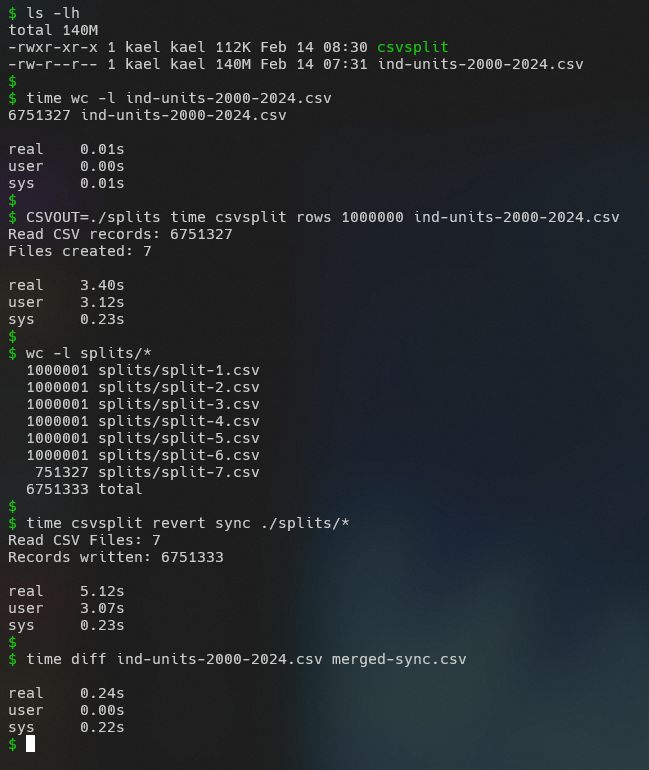 $ ls -lh
total 140M
-rwxr-xr-x 1 kael kael 112K Feb 14 08:30 csvsplit
-rw-r--r-- 1 kael kael 140M Feb 14 07:31 ind-units-2000-2024.csv
$
$ time wc -l ind-units-2000-2024.csv
6751327 ind-units-2000-2024.csv

real    0.01s
user    0.00s
sys     0.01s
$
$ CSVOUT=./splits time csvsplit rows 1000000 ind-units-2000-2024.csv
Read CSV records: 6751327
Files created: 7

real    3.40s
user    3.12s
sys     0.23s
$
$ wc -l splits/*
  1000001 splits/split-1.csv
  1000001 splits/split-2.csv
  1000001 splits/split-3.csv
  1000001 splits/split-4.csv
  1000001 splits/split-5.csv
  1000001 splits/split-6.csv
   751327 splits/split-7.csv
  6751333 total
$
$ time csvsplit revert sync ./splits/*
Read CSV Files: 7
Records written: 6751333

real    5.12s
user    3.07s
sys     0.23s
$
$ time diff ind-units-2000-2024.csv merged-sync.csv

real    0.24s
user    0.00s
sys     0.22s
$